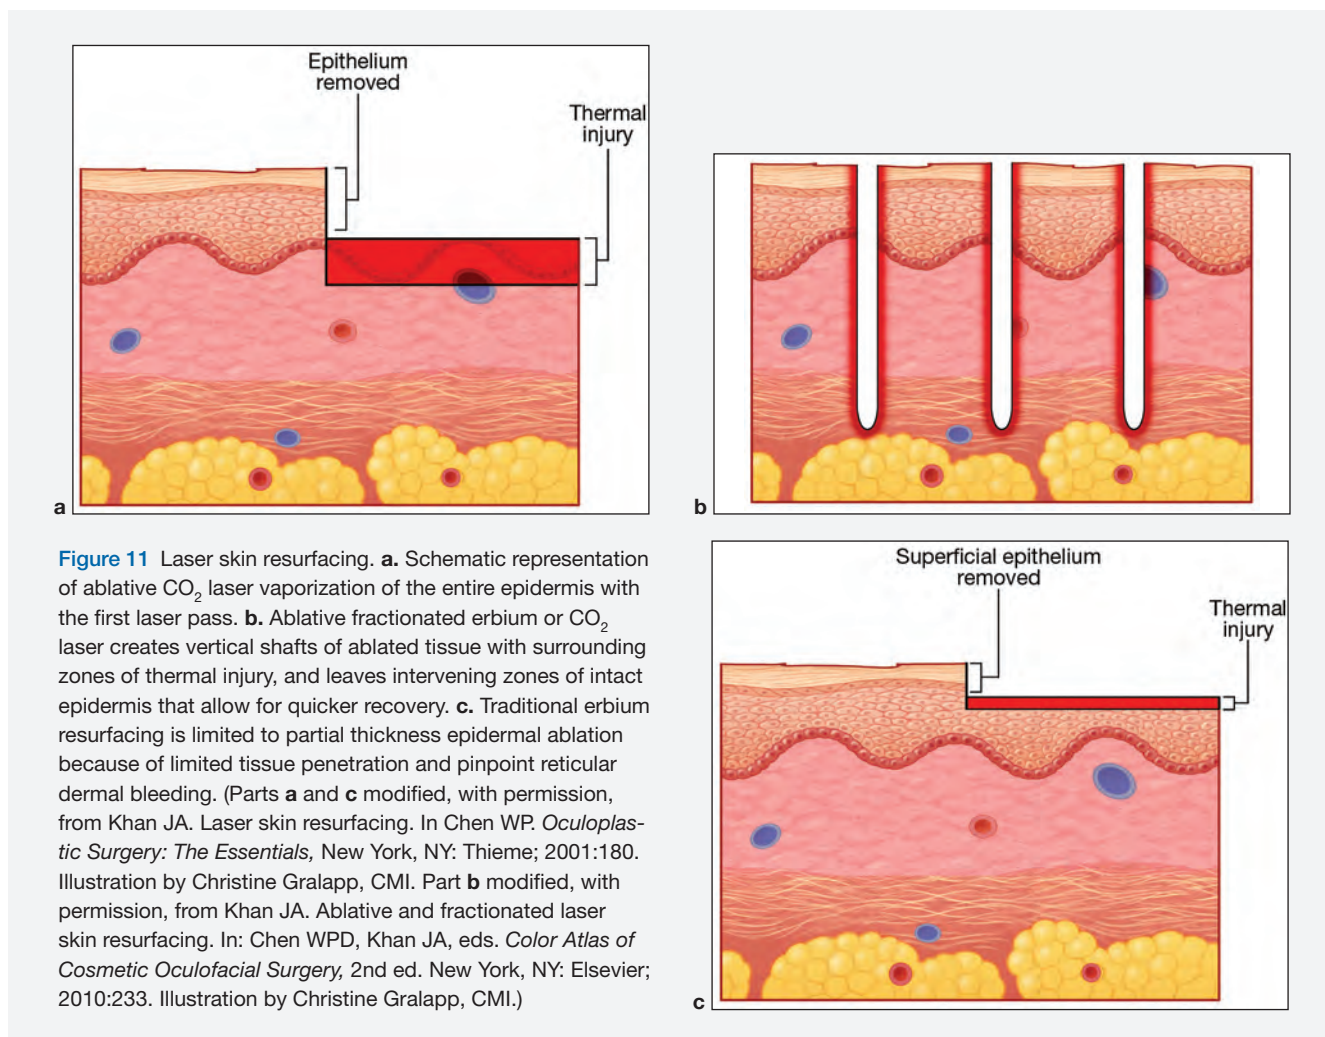 Epithelium
removed
Thermal
injury
a
b
Figure 11 Laser skin resurfacing. a. Schematic representation
of ablative CO2 laser vaporization of the entire epidermis with
the first laser pass. b. Ablative fractionated erbium or CO2
laser creates vertical shafts of ablated tissue with surrounding
zones of thermal injury, and leaves intervening zones of intact
epidermis that allow for quicker recovery. c. Traditional erbium
resurfacing is limited to partial thickness epidermal ablation
because of limited tissue penetration and pinpoint reticular
dermal bleeding. (Parts a and c modified, with permission,
from Khan JA. Laser skin resurfacing. In Chen WP. Oculoplas-
tic Surgery: The Essentials, New York, NY: Thieme; 2001:180.
Illustration by Christine Gralapp, CMI. Part b modified, with
permission, from Khan JA. Ablative and fractionated laser
skin resurfacing. In: Chen WPD, Khan JA, eds. Color Atlas of
Cosmetic Oculofacial Surgery, 2nd ed. New York, NY: Elsevier;
2010:233. Illustration by Christine Gralapp, CMI.)
Superficial epithelium
removed
Thermal
injury
c